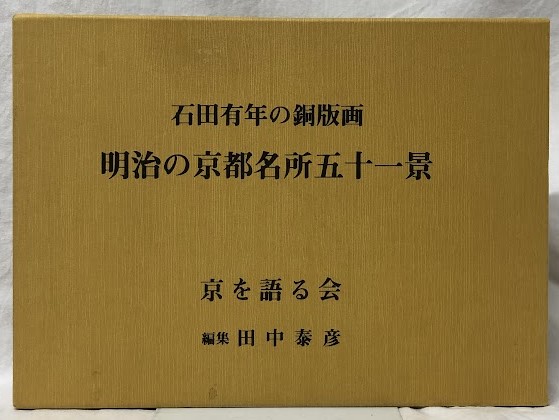 石田有年の銅版画
明治の京都名所五十一景
京を語る会
編集 田中泰彦